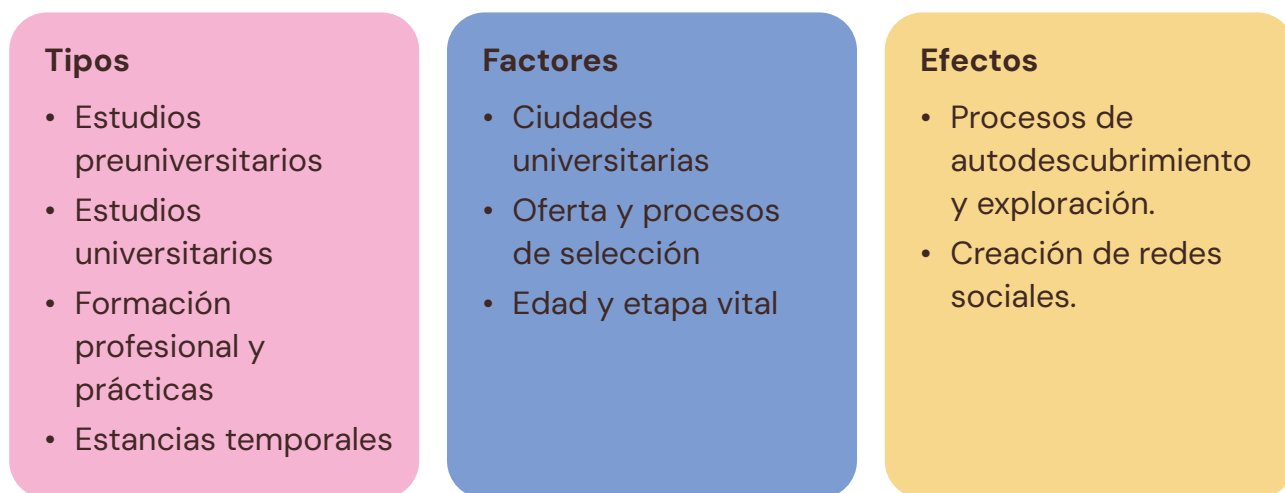 Tipos
• Estudios
preuniversitarios
• Estudios
universitarios
• Formación
profesional y
prácticas
• Estancias temporales
Factores
• Ciudades
universitarias
• Oferta y procesos
de selección
• Edad y etapa vital
Efectos
• Procesos de
autodescubrimiento
y exploración.
• Creación de redes
sociales.